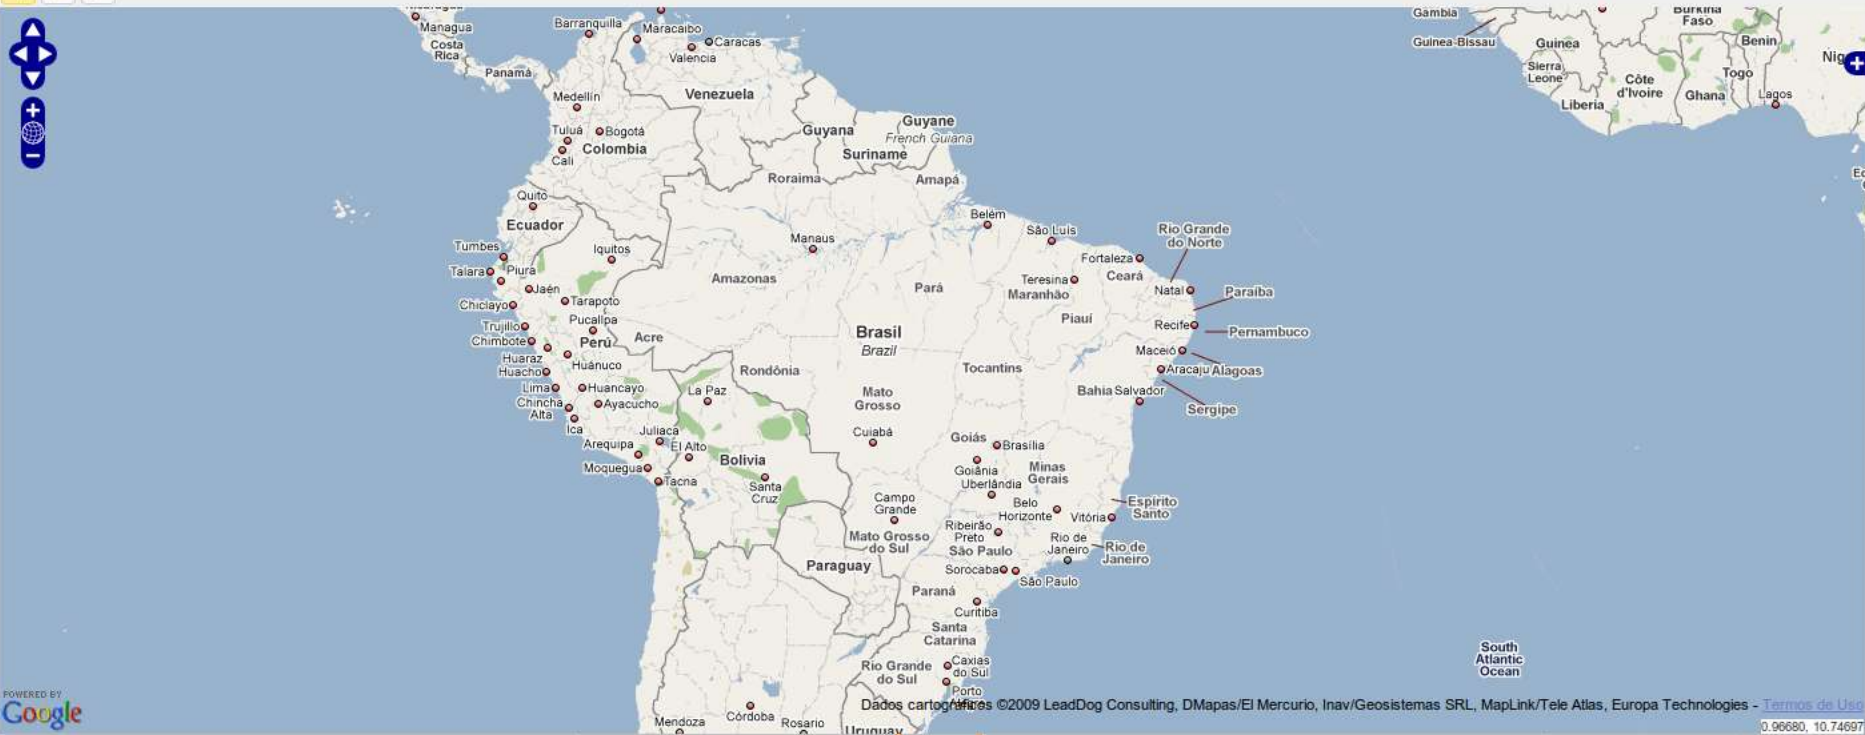 Nicaragua
Managua
Costa
Rica
Panamá
Barranquilla
Maracaibo
Caracas
Valencia
Venezuela
Medellín
Tuluá
Bogotá
Cali
Colombia
Guyana
Guyane
French Guiana
Suriname
Roraima
Amapá
Gambia
Guinea-Bissau
Guinea
Sierra
Leone
Liberia
Côte
d'Ivoire
Burkina
Faso
Ghana
Togo
Benin
Lagos
Quito
Ecuador
Tumbes
Talara
Piura
Jaén
Iquitos
Chiclayo
Tarapoto
Trujillo
Pucallpa
Chimbote
Perú
Huaraz
Huánuco
Huacho
Lima
Huancayo
Chincha
Alta
Ayacucho
Ica
Juliaca
Arequipa
El Alto
Moquegua
Tacna
La Paz
Bolivia
Santa
Cruz
Manaus
Amazonas
Acre
Rondônia
Belém
São Luís
Pará
Brasil
Brazil
Teresina
Maranhão
Fortaleza
Ceará
Piauí
Rio Grande
do Norte
Natal
Paraíba
Recife
Pernambuco
Maceió
Aracaju
Alagoas
Sergipe
Bahia
Salvador
Tocantins
Mato
Grosso
Cuiabá
Goiás
Brasília
Goiânia
Uberlândia
Minas
Gerais
Belo
Horizonte
Vitória
Espírito
Santo
Campo
Grande
Mato Grosso
do Sul
Ribeirão
Preto
São Paulo
Rio de
Janeiro
Rio de
Janeiro
Sorocaba
São Paulo
Paraguay
Paraná
Curitiba
Santa
Catarina
Rio Grande
do Sul
Caxias
do Sul
Porto
Uruguay
Córdoba
Rosario
Mendoza
South
Atlantic
Ocean
POWERED BY
Google
Dados cartográficos ©2009 LeadDog Consulting, DMapas/El Mercurio, Inav/Geosistemas SRL, MapLink/Tele Atlas, Europa Technologies - Termos de Uso
0.96680, 10.74697